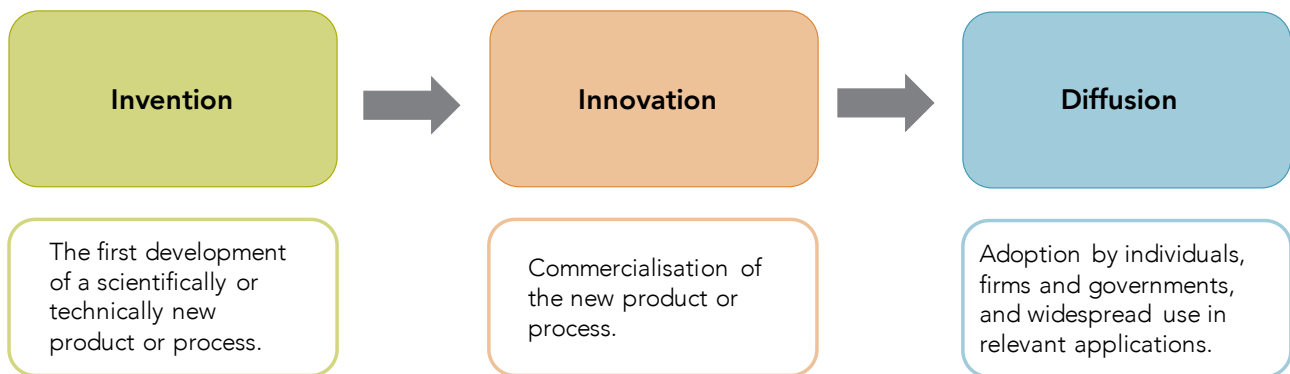 Invention
Innovation
Diffusion
The first development
of a scientifically or
technically new
product or process.
Commercialisation of
the new product or
process.
Adoption by individuals,
firms and governments,
and widespread use in
relevant applications.